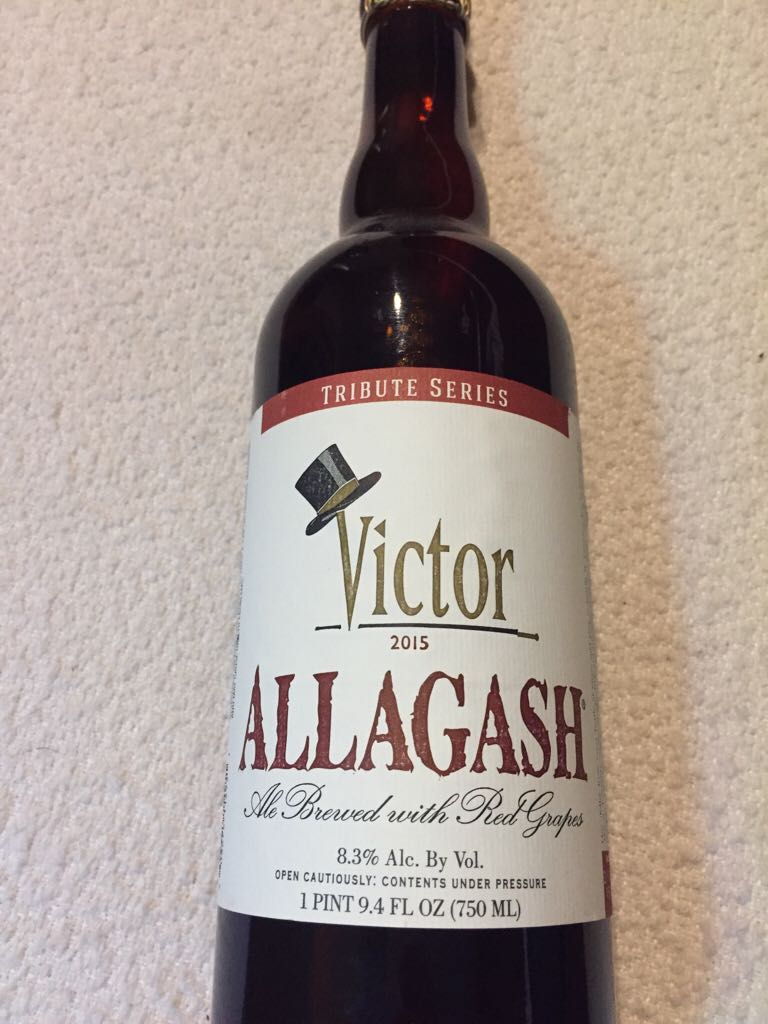 TRIBUTE SERIES
Victor
2015
ALLAGASH®
Ale Brewed with Red Grapes
8.3% Alc. By Vol.
OPEN CAUTIOUSLY: CONTENTS UNDER PRESSURE
1 PINT 9.4 FL OZ (750 ML)